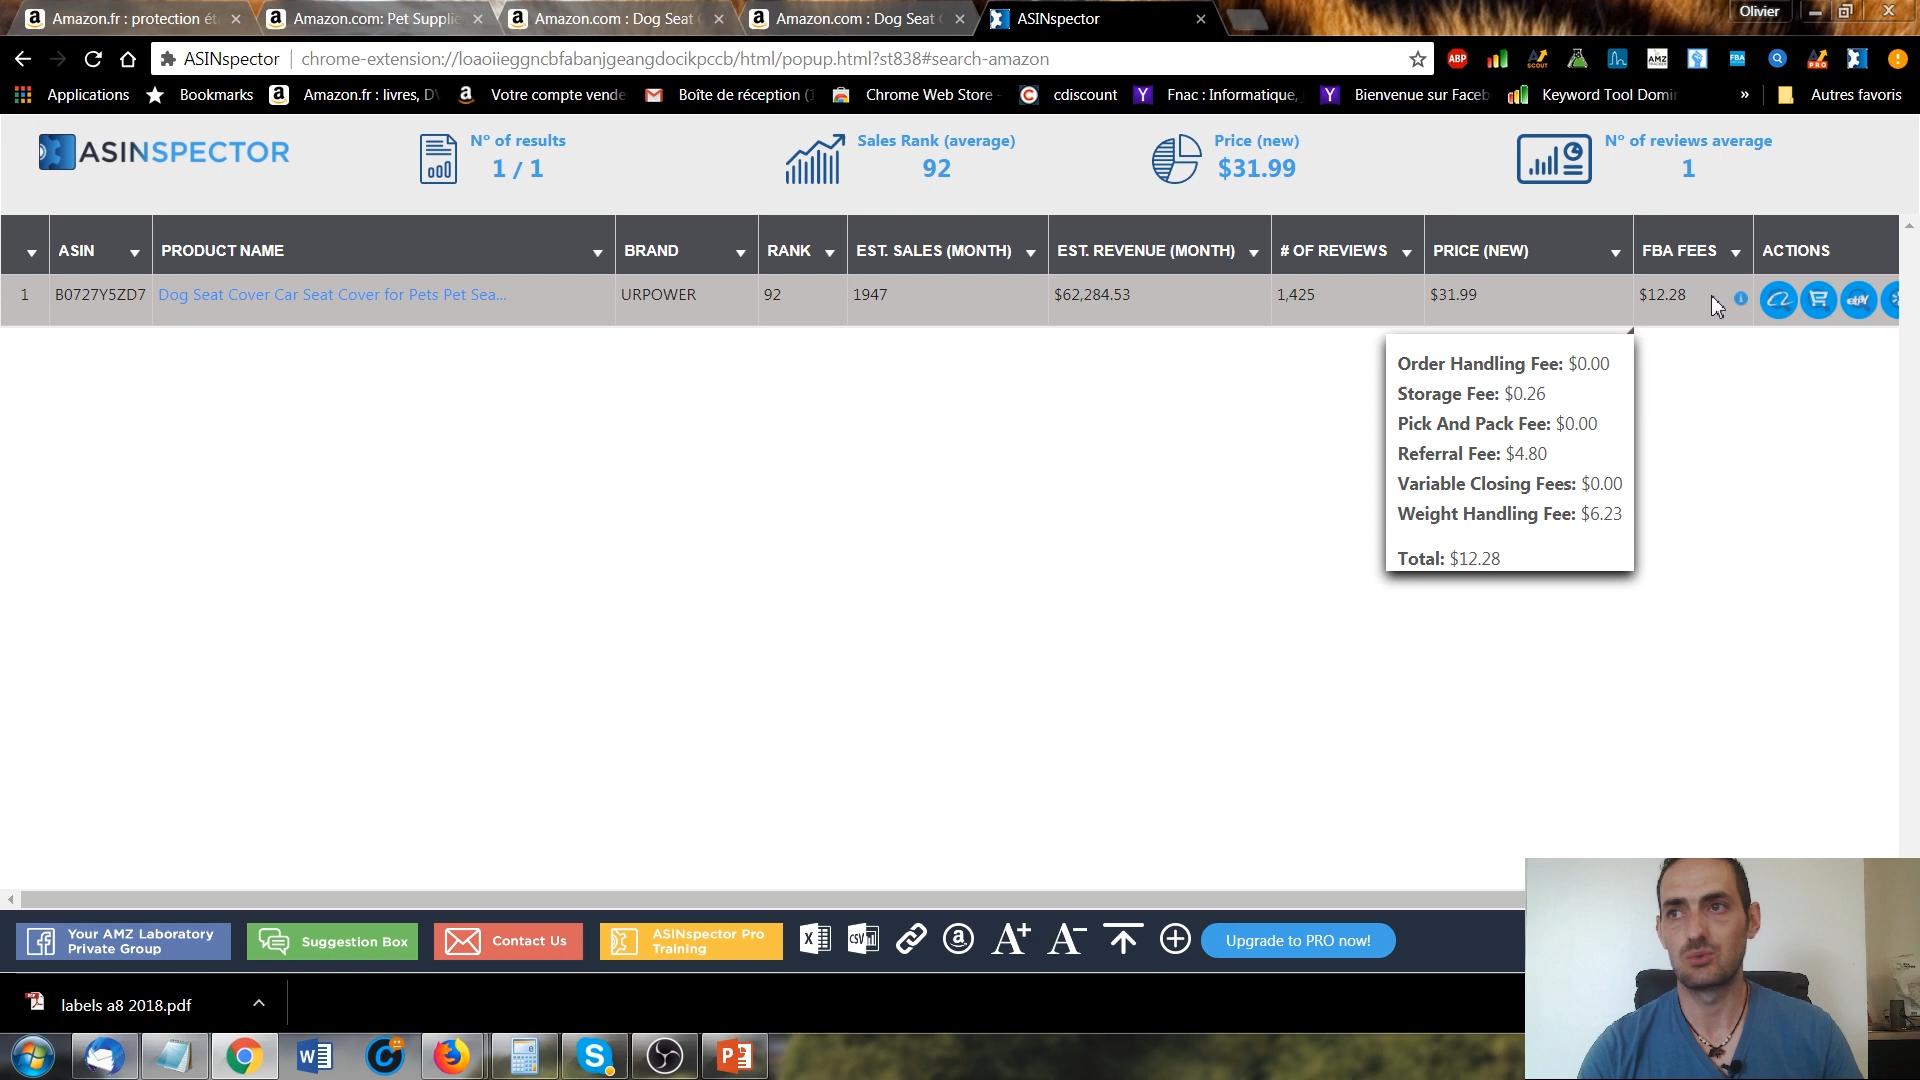 Olivier
Amazon.fr : protection ét
Amazon.com: Pet Supplie
Amazon.com : Dog Seat
Amazon.com : Dog Seat
ASINspector
ASINspector
chrome-extension://loaoiieggncbfabanjgeangdocikpccb/html/popup.html?st838#search-amazon
Applications
Bookmarks
Amazon.fr : livres, D
Votre compte vende
Boîte de réception (
Chrome Web Store -
cdiscount
Fnac : Informatique,
Bienvenue sur Faceb
Keyword Tool Domi
»
Autres favoris
ASINSPECTOR
N° of results
1 / 1
Sales Rank (average)
92
Price (new)
$31.99
N° of reviews average
1
ASIN
PRODUCT NAME
BRAND
RANK
EST. SALES (MONTH)
EST. REVENUE (MONTH)
# OF REVIEWS
PRICE (NEW)
FBA FEES
ACTIONS
1
B0727Y5ZD7
Dog Seat Cover Car Seat Cover for Pets Pet Sea...
URPOWER
92
1947
$62,284.53
1,425
$31.99
$12.28
Order Handling Fee: $0.00
Storage Fee: $0.26
Pick And Pack Fee: $0.00
Referral Fee: $4.80
Variable Closing Fees: $0.00
Weight Handling Fee: $6.23
Total: $12.28
Your AMZ Laboratory
Private Group
Suggestion Box
Contact Us
ASINspector Pro
Training
Upgrade to PRO now!
labels a8 2018.pdf